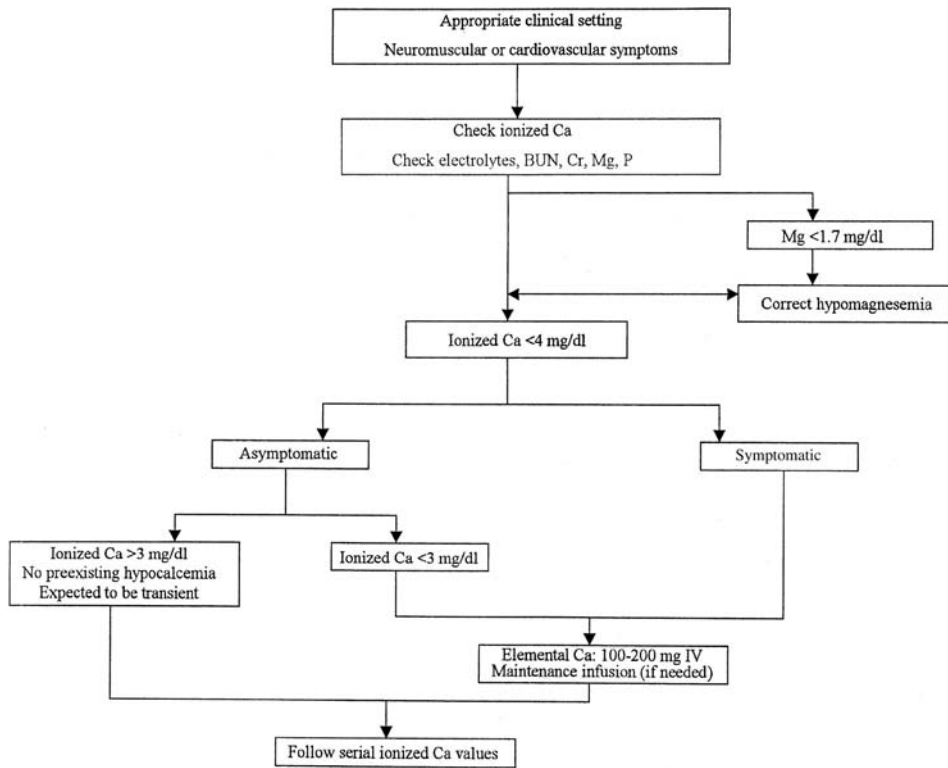 Appropriate clinical setting
Neuromuscular or cardiovascular symptoms
Check ionized Ca
Check electrolytes, BUN, Cr, Mg, P
Mg <1.7 mg/dl
Correct hypomagnesemia
Ionized Ca <4 mg/dl
Asymptomatic
Symptomatic
Ionized Ca >3 mg/dl
No preexisting hypocalcemia
Expected to be transient
Ionized Ca <3 mg/dl
Elemental Ca: 100-200 mg IV
Maintenance infusion (if needed)
Follow serial ionized Ca values